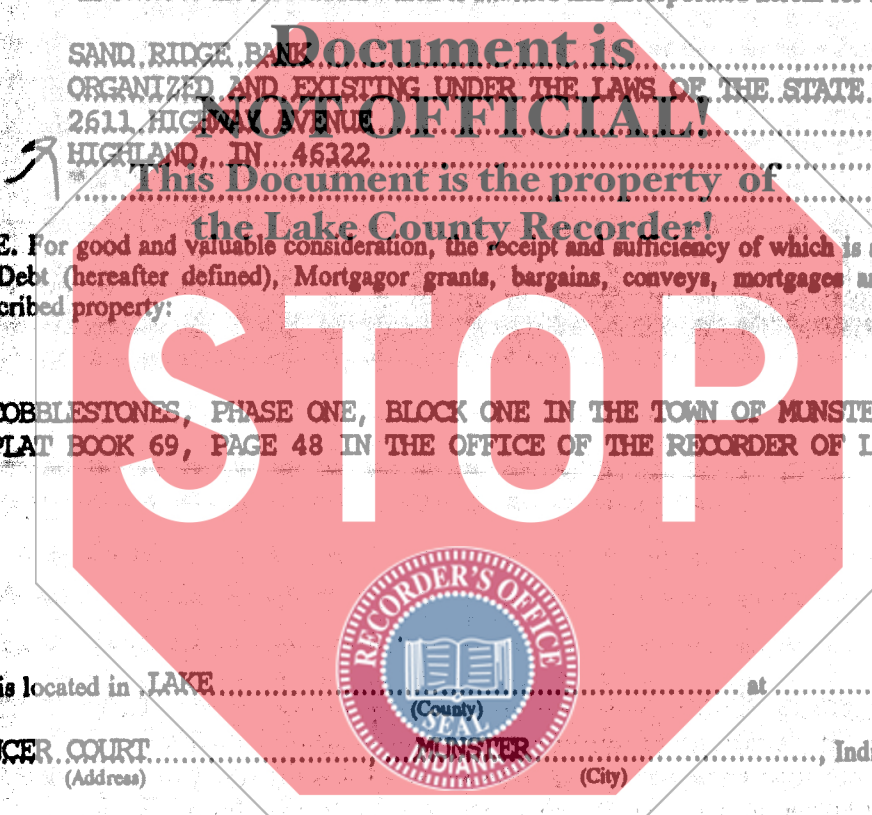 Document is
SAND RIDGE BANK
ORGANIZED AND EXISTING UNDER THE LAWS OF THE STATE
NOT OFFICIAL!
2611 HIGHWAY AVENUE
HIGHLAND, IN 46322
This Document is the property of
the Lake County Recorder!
E. For good and valuable consideration, the receipt and sufficiency of which is
Debt (hereafter defined), Mortgagor grants, bargains, conveys, mortgages
cribed property:
STOP
COBBLESTONES, PHASE ONE, BLOCK ONE IN THE TOWN OF MUNSTE
PLAT BOOK 69, PAGE 48 IN THE OFFICE OF THE RECORDER OF L
RECORDER'S OFFICE
is located in LAKE at
(County)
SEAL
INDIANA
CER COURT, MUNSTER, Indi
(Address) (City)